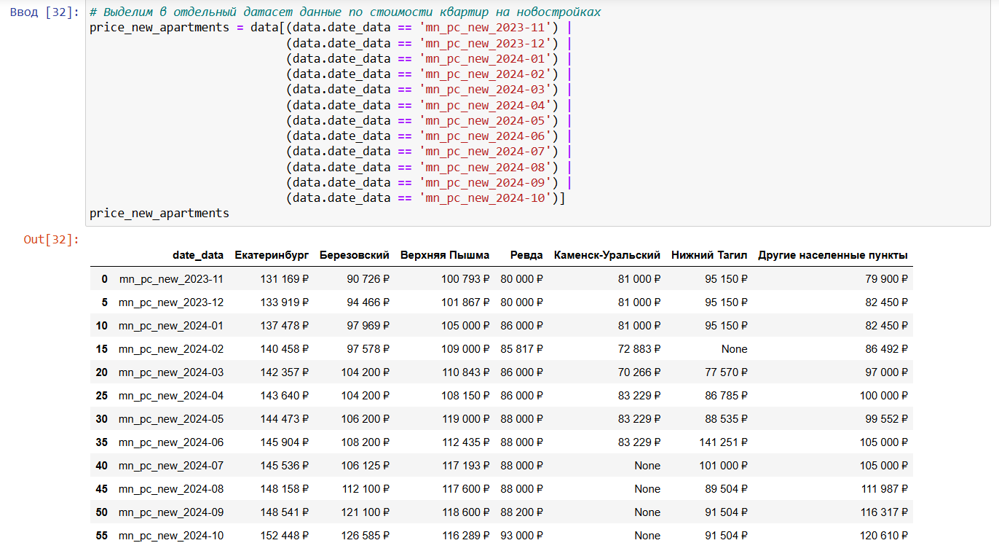 Ввод [32]: # Выделим в отдельный датасет данные по стоимости квартир на новостройках
price_new_apartments = data[(data.date_data == 'mn_pc_new_2023-11') |
(data.date_data == 'mn_pc_new_2023-12') |
(data.date_data == 'mn_pc_new_2024-01') |
(data.date_data == 'mn_pc_new_2024-02') |
(data.date_data == 'mn_pc_new_2024-03') |
(data.date_data == 'mn_pc_new_2024-04') |
(data.date_data == 'mn_pc_new_2024-05') |
(data.date_data == 'mn_pc_new_2024-06') |
(data.date_data == 'mn_pc_new_2024-07') |
(data.date_data == 'mn_pc_new_2024-08') |
(data.date_data == 'mn_pc_new_2024-09') |
(data.date_data == 'mn_pc_new_2024-10')]
price_new_apartments
Out[32]:
date_data Екатеринбург Березовский Верхняя Пышма Ревда Каменск-Уральский Нижний Тагил Другие населенные пункты
0 mn_pc_new_2023-11 131 169 ₽ 90 726 ₽ 100 793 ₽ 80 000 ₽ 81 000 ₽ 95 150 ₽ 79 900 ₽
5 mn_pc_new_2023-12 133 919 ₽ 94 466 ₽ 101 867 ₽ 80 000 ₽ 81 000 ₽ 95 150 ₽ 82 450 ₽
10 mn_pc_new_2024-01 137 478 ₽ 97 969 ₽ 105 000 ₽ 86 000 ₽ 81 000 ₽ 95 150 ₽ 82 450 ₽
15 mn_pc_new_2024-02 140 458 ₽ 97 578 ₽ 109 000 ₽ 85 817 ₽ 72 883 ₽ None 86 492 ₽
20 mn_pc_new_2024-03 142 357 ₽ 104 200 ₽ 110 843 ₽ 86 000 ₽ 70 266 ₽ 77 570 ₽ 97 000 ₽
25 mn_pc_new_2024-04 143 640 ₽ 104 200 ₽ 108 150 ₽ 86 000 ₽ 83 229 ₽ 86 785 ₽ 100 000 ₽
30 mn_pc_new_2024-05 144 473 ₽ 106 200 ₽ 119 000 ₽ 88 000 ₽ 83 229 ₽ 88 535 ₽ 99 552 ₽
35 mn_pc_new_2024-06 145 904 ₽ 108 200 ₽ 112 435 ₽ 88 000 ₽ 83 229 ₽ 141 251 ₽ 105 000 ₽
40 mn_pc_new_2024-07 145 536 ₽ 106 125 ₽ 117 193 ₽ 88 000 ₽ None 101 000 ₽ 105 000 ₽
45 mn_pc_new_2024-08 148 158 ₽ 112 100 ₽ 117 600 ₽ 88 000 ₽ None 89 504 ₽ 111 987 ₽
50 mn_pc_new_2024-09 148 541 ₽ 121 100 ₽ 118 600 ₽ 88 200 ₽ None 91 504 ₽ 116 317 ₽
55 mn_pc_new_2024-10 152 448 ₽ 126 585 ₽ 116 289 ₽ 93 000 ₽ None 91 504 ₽ 120 610 ₽